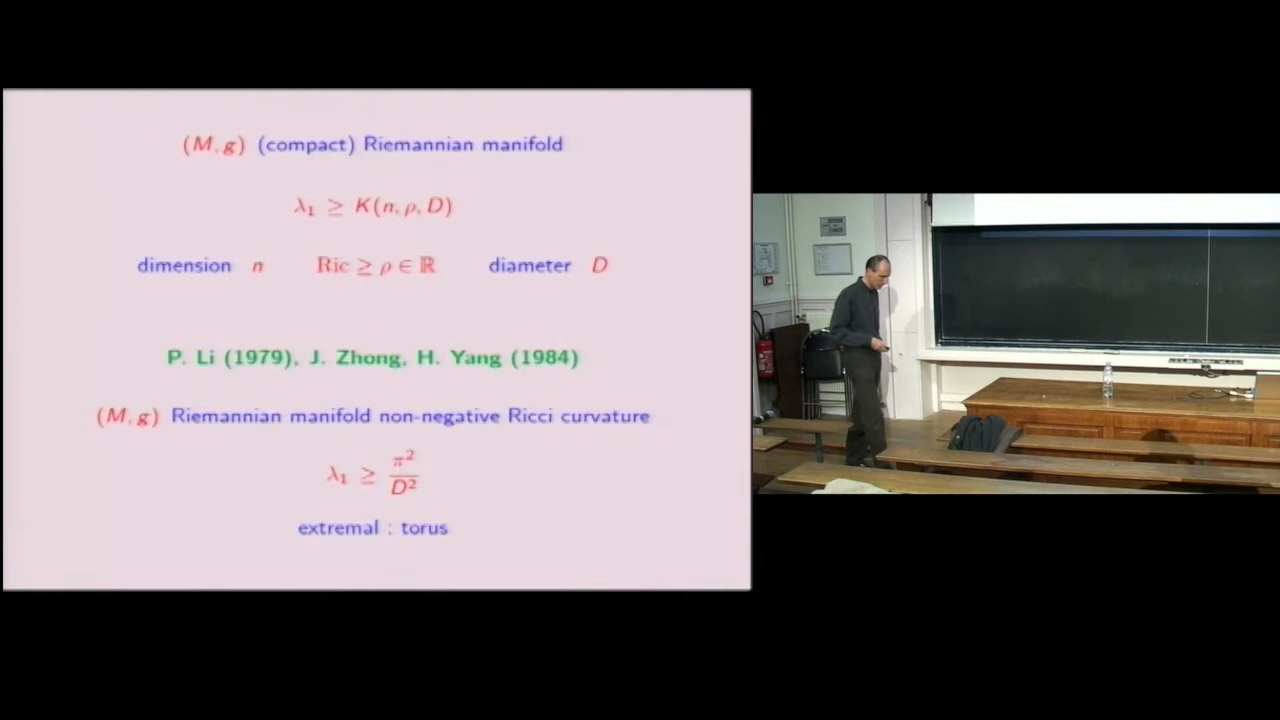 (M, g) (compact) Riemannian manifold
λ₁ ≥ K(n, ρ, D)
dimension n Ric ≥ ρ ∈ ℝ diameter D
P. Li (1979), J. Zhong, H. Yang (1984)
(M, g) Riemannian manifold non-negative Ricci curvature
λ₁ ≥ π²/D²
extremal : torus